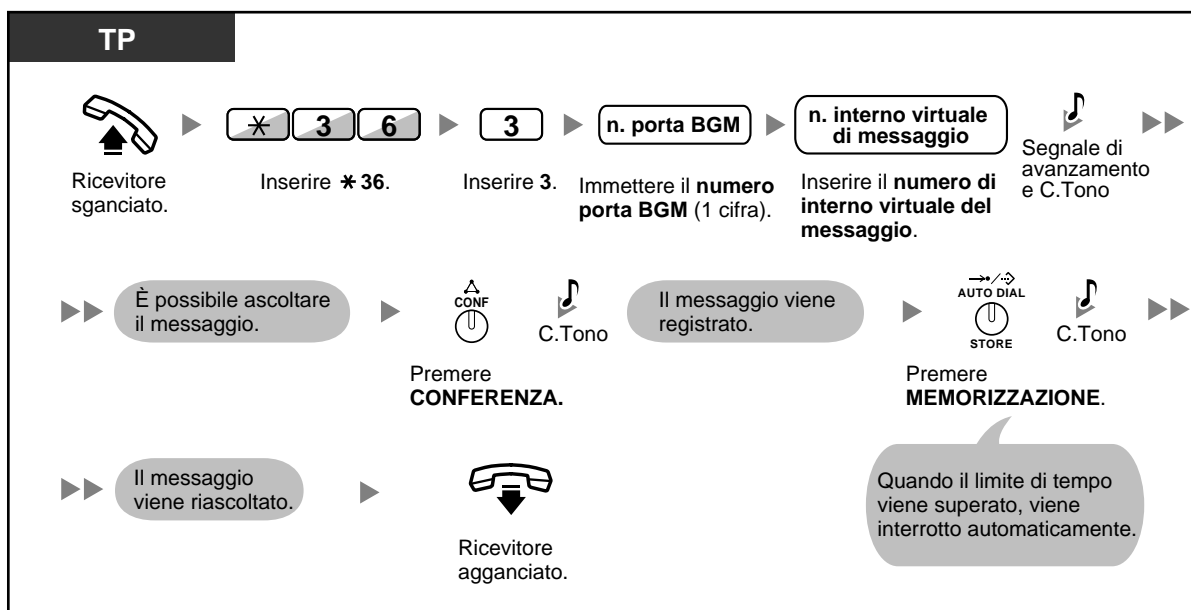 TP
✳ 3 6
3
n. porta BGM
n. interno virtuale
di messaggio
Ricevitore
sganciato.
Inserire ✳ 36.
Inserire 3.
Immettere il numero
porta BGM (1 cifra).
Inserire il numero di
interno virtuale del
messaggio.
Segnale di
avanzamento
e C.Tono
È possibile ascoltare
il messaggio.
CONF
Premere
CONFERENZA.
C.Tono
Il messaggio viene
registrato.
AUTO DIAL
STORE
Premere
MEMORIZZAZIONE.
C.Tono
Quando il limite di tempo
viene superato, viene
interrotto automaticamente.
Il messaggio
viene riascoltato.
Ricevitore
agganciato.